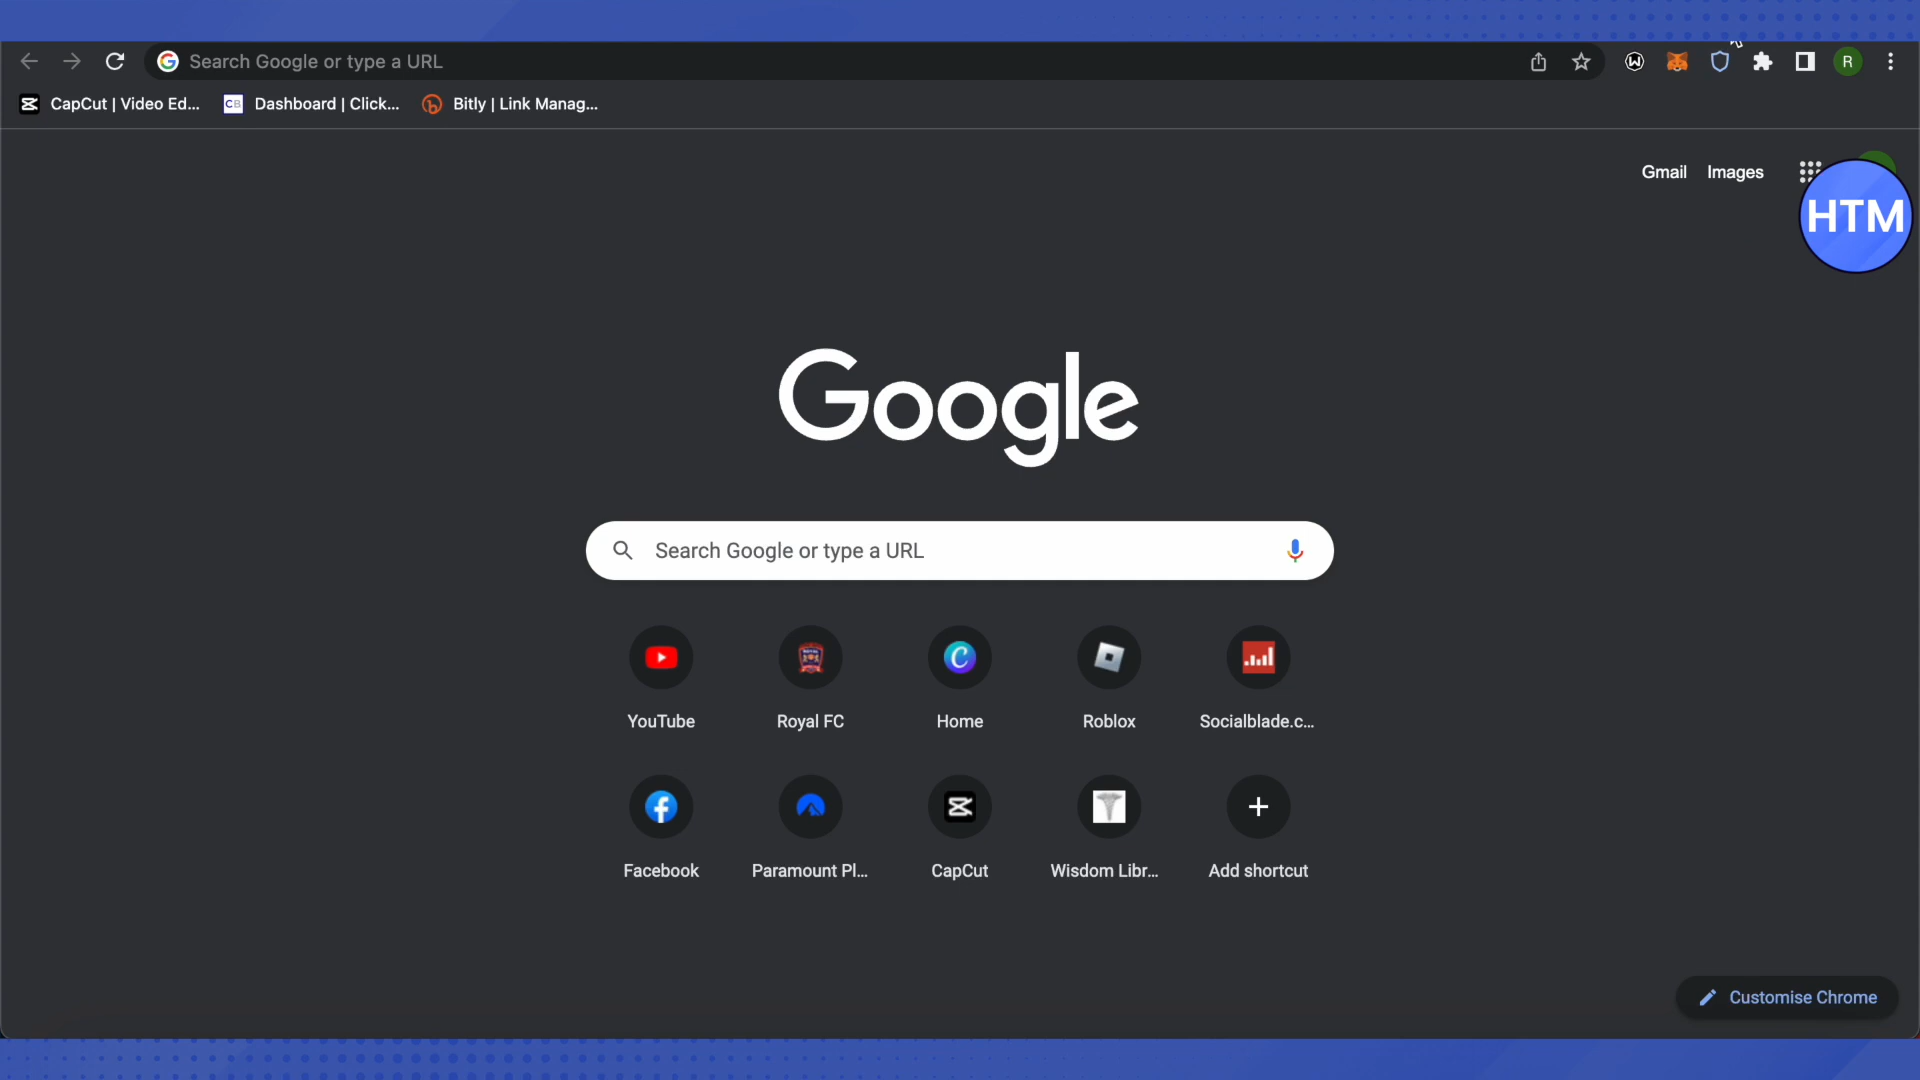 Search Google or type a URL
R
CapCut | Video Ed...
CB
Dashboard | Click...
Bitly | Link Manag...
Gmail
Images
HTM
Google
Search Google or type a URL
YouTube
Royal FC
Home
Roblox
Socialblade.c...
Facebook
Paramount Pl...
CapCut
Wisdom Libr...
Add shortcut
Customise Chrome